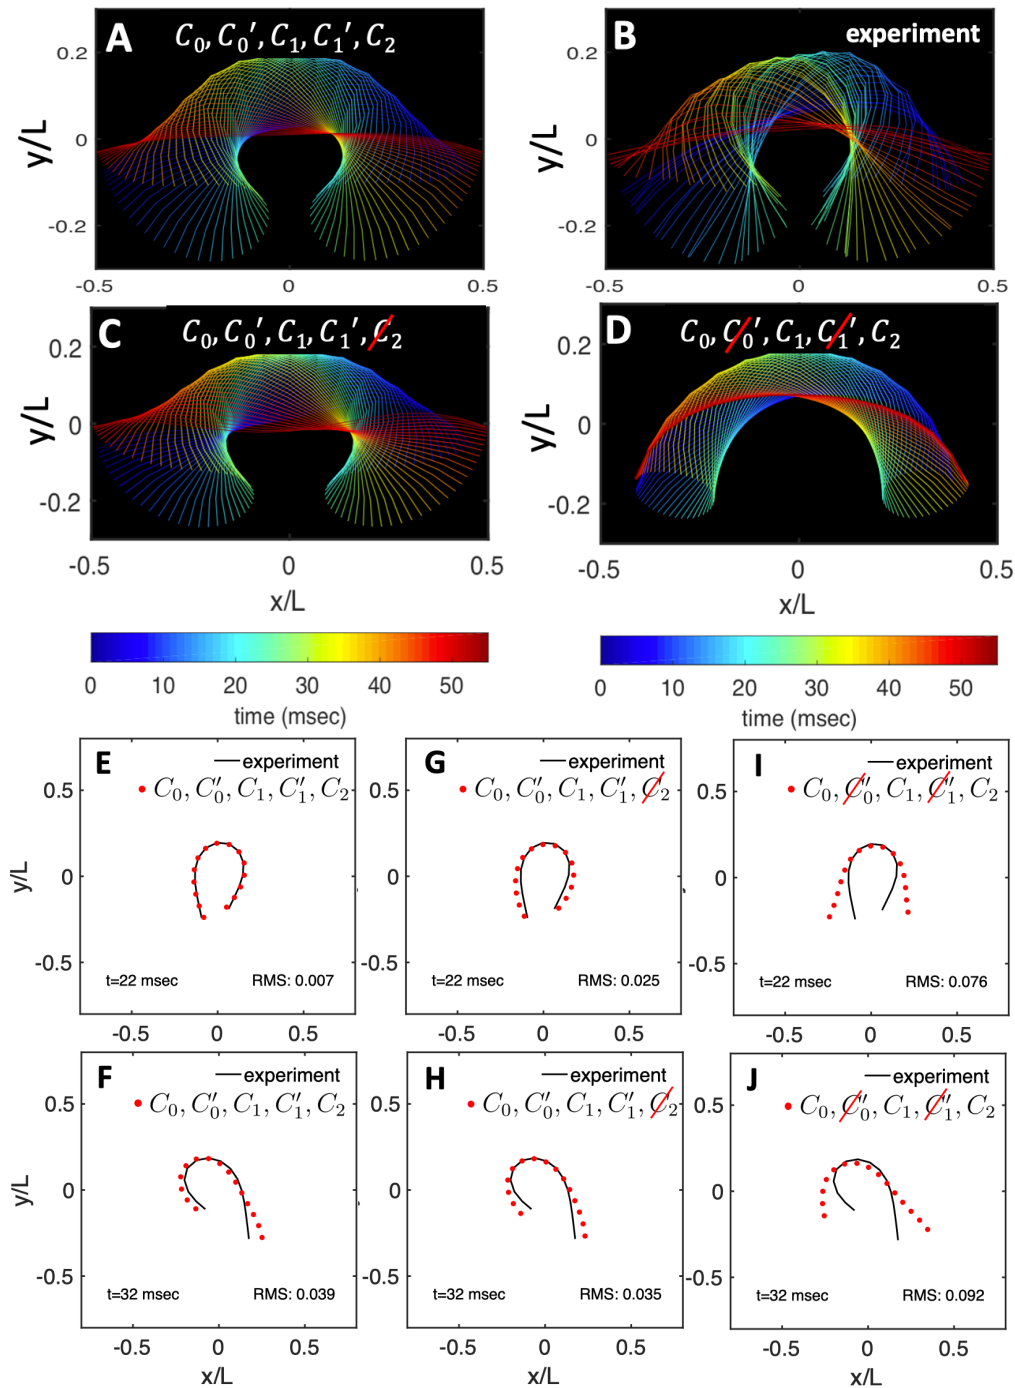 A
C₀, C₀′, C₁, C₁′, C₂
B
experiment
y/L
0.2
0
-0.2
-0.5
0
0.5
y/L
0.2
0
-0.2
-0.5
0
0.5
C
C₀, C₀′, C₁, C₁′, C₂
D
C₀, C₀′, C₁, C₁′, C₂
y/L
0.2
0
-0.2
-0.5
0
0.5
x/L
y/L
0.2
0
-0.2
-0.5
0
0.5
x/L
0 10 20 30 40 50
time (msec)
0 10 20 30 40 50
time (msec)
E
experiment
C₀, C₀′, C₁, C₁′, C₂
y/L
0.5
0
-0.5
t=22 msec
RMS: 0.007
-0.5
0
0.5
G
experiment
C₀, C₀′, C₁, C₁′, C₂
0.5
0
-0.5
t=22 msec
RMS: 0.025
-0.5
0
0.5
I
experiment
C₀, C₀′, C₁, C₁′, C₂
0.5
0
-0.5
t=22 msec
RMS: 0.076
-0.5
0
0.5
F
experiment
C₀, C₀′, C₁, C₁′, C₂
y/L
0.5
0
-0.5
t=32 msec
RMS: 0.039
-0.5
0
0.5
x/L
H
experiment
C₀, C₀′, C₁, C₁′, C₂
0.5
0
-0.5
t=32 msec
RMS: 0.035
-0.5
0
0.5
x/L
J
experiment
C₀, C₀′, C₁, C₁′, C₂
0.5
0
-0.5
t=32 msec
RMS: 0.092
-0.5
0
0.5
x/L